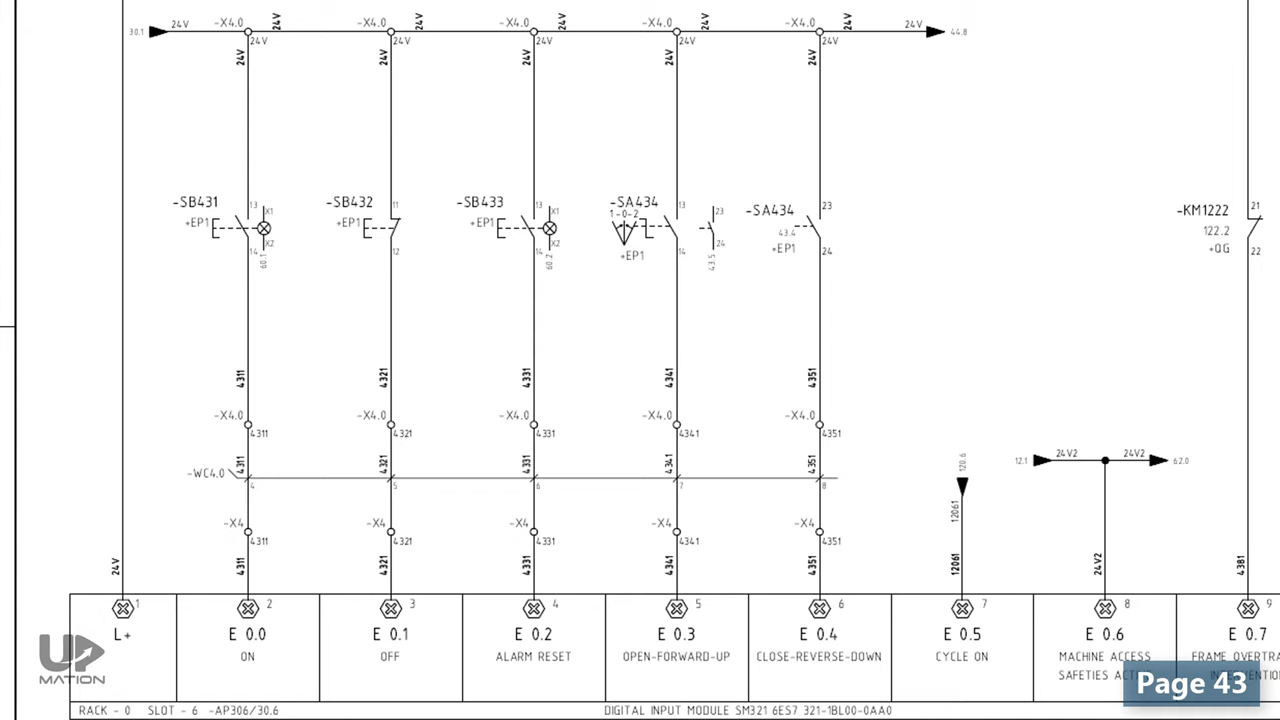 30.1 24V -X4.0 24V -X4.0 24V -X4.0 24V -X4.0 24V -X4.0 24V 24V 44.8
24V 24V 24V 24V 24V
24V 24V 24V 24V 24V
-SB431 13 X1
+EP1
14 X2
60.1
-SB432 11
+EP1
12
-SB433 13 X1
+EP1
14 X2
60.2
-SA434 13 23
1-0-2
+EP1 14 24
43.5
-SA434 23
43.4
+EP1 24
-KM1222 21
122.2
+QG 22
4311 4321 4331 4341 4351
-X4.0 -X4.0 -X4.0 -X4.0 -X4.0
4311 4321 4331 4341 4351
4311 4321 4331 4341 4351
-WC4.0 4 5 6 7 8
120.6 12.1 24V2 24V2 62.0
-X4 -X4 -X4 -X4 -X4 12061
4311 4321 4331 4341 4351
24V 4311 4321 4331 4341 4351 12061 24V2 4381
1 2 3 4 5 6 7 8 9
L+ E 0.0 E 0.1 E 0.2 E 0.3 E 0.4 E 0.5 E 0.6 E 0.7
ON OFF ALARM RESET OPEN-FORWARD-UP CLOSE-REVERSE-DOWN CYCLE ON MACHINE ACCESS FRAME
SAFETIES
UP
MATION
Page 43
RACK - 0 SLOT - 6 -AP306/30.6 DIGITAL INPUT MODULE SM321 6ES7 321-1BL00-0AA0